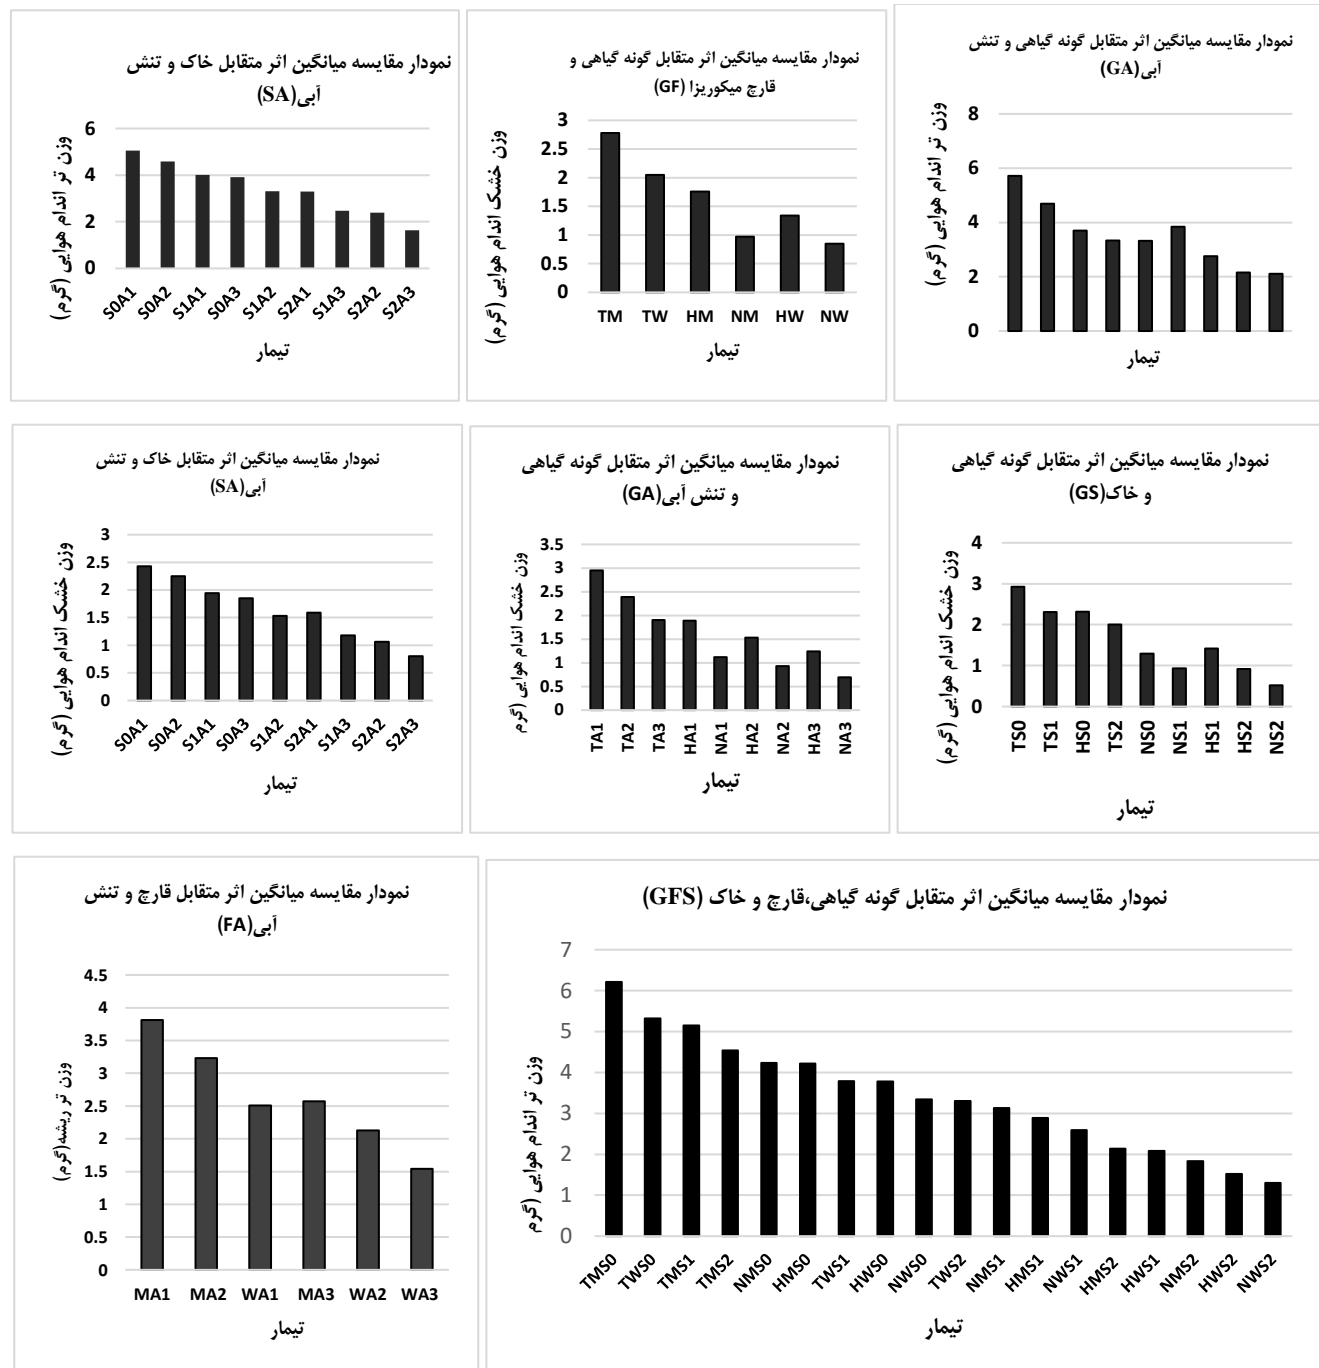 نمودار مقایسه میانگین اثر متقابل خاک و تنش
آبی(SA)
وزن تر اندام هوایی (گرم)
6
4
2
0
S0A1 S0A2 S1A1 S0A3 S1A2 S2A1 S1A3 S2A2 S2A3
تیمار
نمودار مقایسه میانگین اثر متقابل گونه گیاهی و
قارچ میکوریزا (GF)
وزن خشک اندام هوایی (گرم)
3
2.5
2
1.5
1
0.5
0
TM TW HM NM HW NW
تیمار
نمودار مقایسه میانگین اثر متقابل گونه گیاهی و تنش
آبی(GA)
وزن تر اندام هوایی (گرم)
8
6
4
2
0
تیمار
نمودار مقایسه میانگین اثر متقابل خاک و تنش
آبی(SA)
وزن خشک اندام هوایی (گرم)
3
2.5
2
1.5
1
0.5
0
S0A1 S0A2 S1A1 S0A3 S1A2 S2A1 S1A3 S2A2 S2A3
تیمار
نمودار مقایسه میانگین اثر متقابل گونه گیاهی
و تنش آبی(GA)
وزن خشک اندام هوایی (گرم
3.5
3
2.5
2
1.5
1
0.5
0
TA1 TA2 TA3 HA1 NA1 HA2 NA2 HA3 NA3
تیمار
نمودار مقایسه میانگین اثر متقابل گونه گیاهی
و خاک(GS)
وزن خشک اندام هوایی (گرم)
4
3
2
1
0
TS0 TS1 HS0 TS2 NS0 NS1 HS1 HS2 NS2
تیمار
نمودار مقایسه میانگین اثر متقابل قارچ و تنش
آبی(FA)
وزن تر ریشه(گرم)
4.5
4
3.5
3
2.5
2
1.5
1
0.5
0
MA1 MA2 WA1 MA3 WA2 WA3
تیمار
نمودار مقایسه میانگین اثر متقابل گونه گیاهی،قارچ و خاک (GFS)
وزن تر اندام هوایی (گرم
7
6
5
4
3
2
1
0
TMS0 TWS0 TMS1 TMS2 NMS0 HMS0 TWS1 HWS0 NWS0 TWS2 NMS1 HMS1 NWS1 HMS2 HWS1 NMS2 HWS2 NWS2
تیمار